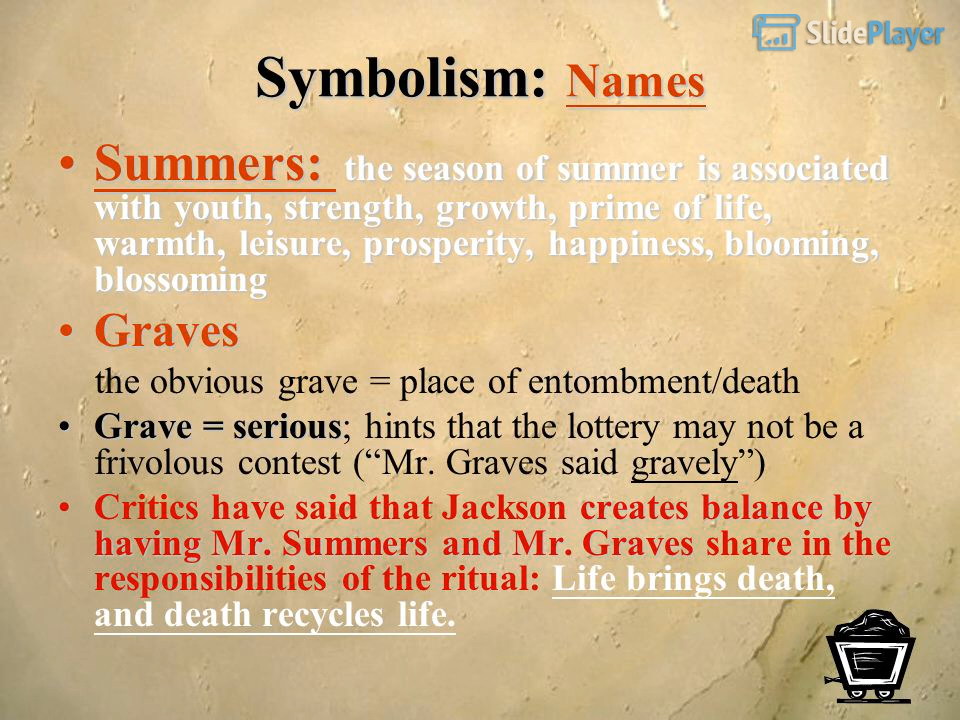 SlidePlayer
Symbolism: Names
• Summers: the season of summer is associated
with youth, strength, growth, prime of life,
warmth, leisure, prosperity, happiness, blooming,
blossoming
• Graves
the obvious grave = place of entombment/death
• Grave = serious; hints that the lottery may not be a
frivolous contest (“Mr. Graves said gravely”)
• Critics have said that Jackson creates balance by
having Mr. Summers and Mr. Graves share in the
responsibilities of the ritual: Life brings death,
and death recycles life.